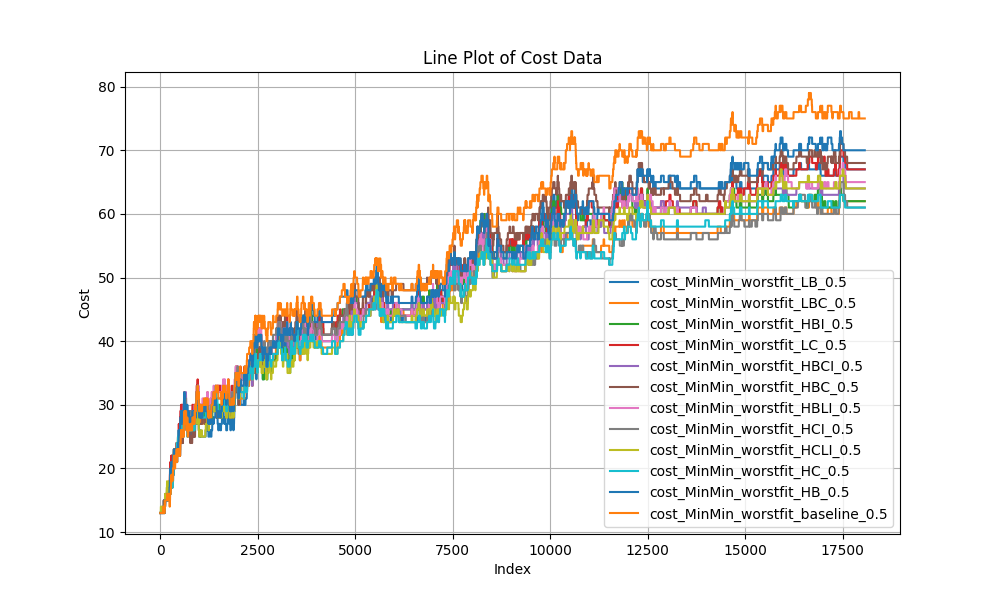 Line Plot of Cost Data
80
70
60
50
40
30
20
10
Cost
0
2500
5000
7500
10000
12500
15000
17500
Index
cost_MinMin_worstfit_LB_0.5
cost_MinMin_worstfit_LBC_0.5
cost_MinMin_worstfit_HBI_0.5
cost_MinMin_worstfit_LC_0.5
cost_MinMin_worstfit_HBCI_0.5
cost_MinMin_worstfit_HBC_0.5
cost_MinMin_worstfit_HBLI_0.5
cost_MinMin_worstfit_HCI_0.5
cost_MinMin_worstfit_HCLI_0.5
cost_MinMin_worstfit_HC_0.5
cost_MinMin_worstfit_HB_0.5
cost_MinMin_worstfit_baseline_0.5